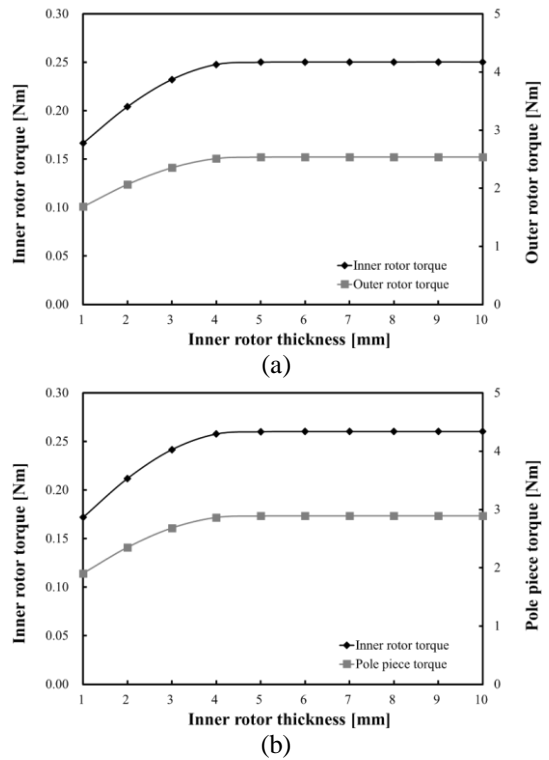 0.30
0.25
0.20
0.15
0.10
0.05
0.00
Inner rotor torque [Nm]
5
4
3
2
1
0
Outer rotor torque [Nm]
Inner rotor torque
Outer rotor torque
1 2 3 4 5 6 7 8 9 10
Inner rotor thickness [mm]
(a)
0.30
0.25
0.20
0.15
0.10
0.05
0.00
Inner rotor torque [Nm]
5
4
3
2
1
0
Pole piece torque [Nm]
Inner rotor torque
Pole piece torque
1 2 3 4 5 6 7 8 9 10
Inner rotor thickness [mm]
(b)